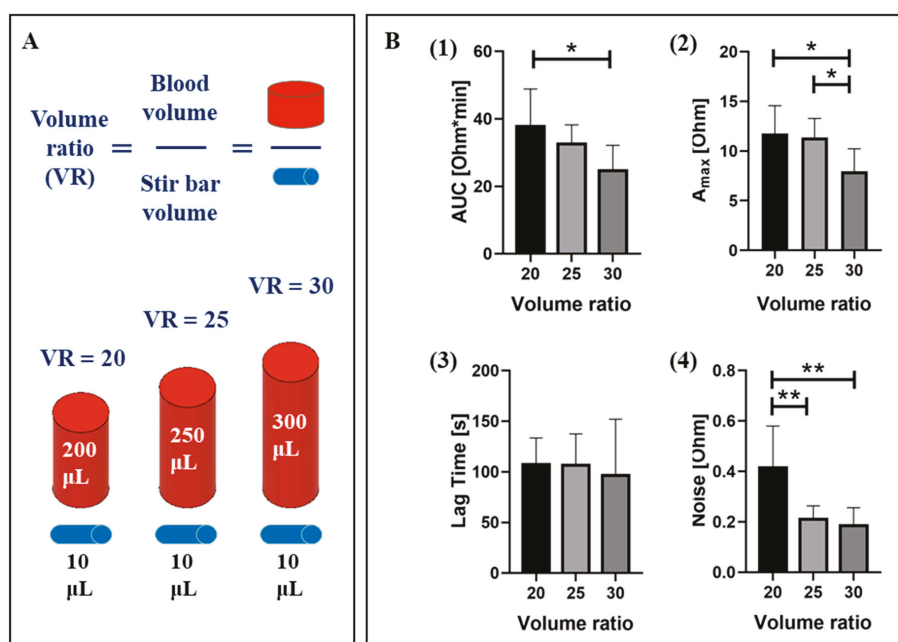 A
Volume
ratio
(VR)
=
Blood
volume
Stir bar
volume
=
VR = 20
VR = 25
VR = 30
200
µL
250
µL
300
µL
10
µL
10
µL
10
µL
B
(1)
AUC [Ohm*min]
60
40
20
0
*
20 25 30
Volume ratio
(2)
Amax [Ohm]
20
15
10
5
0
*
*
20 25 30
Volume ratio
(3)
Lag Time [s]
200
150
100
50
0
20 25 30
Volume ratio
(4)
Noise [Ohm]
0.8
0.6
0.4
0.2
0.0
**
**
20 25 30
Volume ratio